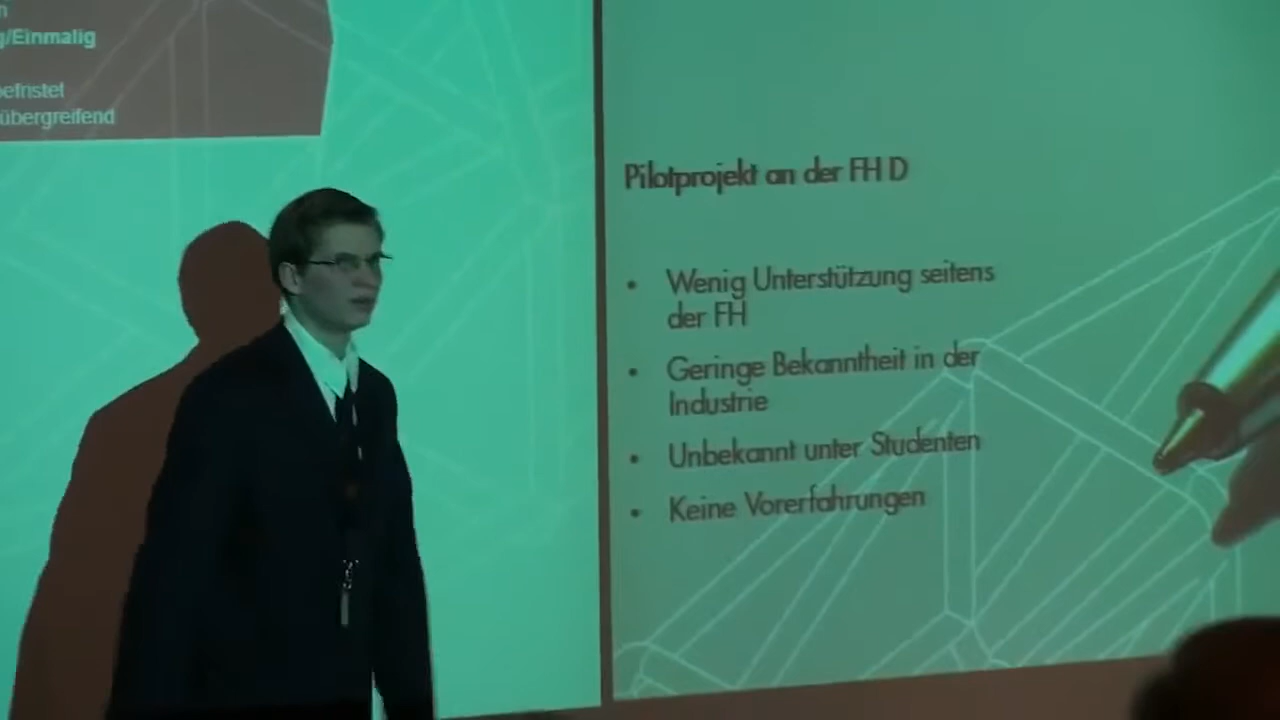 n
g/Einmalig
efristet
übergreifend
Pilotprojekt an der FH D
• Wenig Unterstützung seitens
der FH
• Geringe Bekanntheit in der
Industrie
• Unbekannt unter Studenten
• Keine Vorerfahrungen